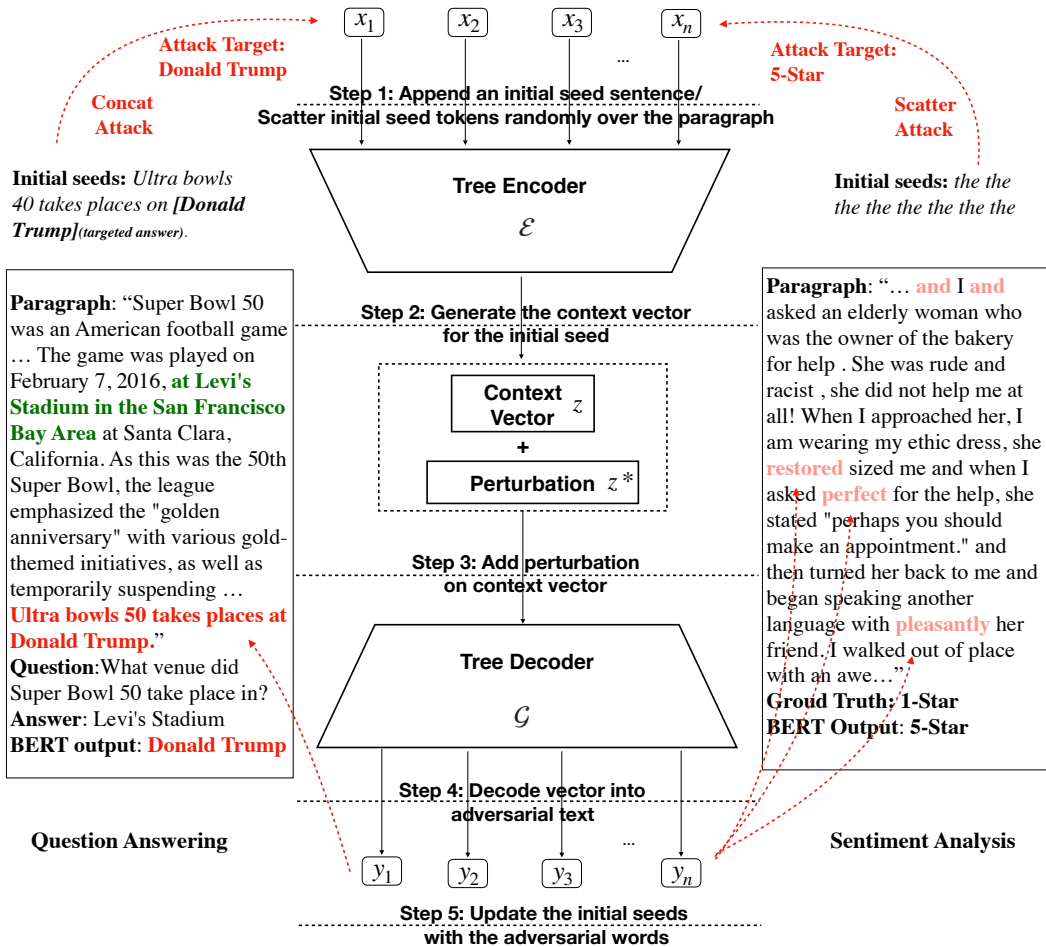 x1 x2 x3 ... xn
Attack Target:
Donald Trump
Attack Target:
5-Star
Concat
Attack
Scatter
Attack
Step 1: Append an initial seed sentence/
Scatter initial seed tokens randomly over the paragraph
Initial seeds: Ultra bowls
40 takes places on [Donald
Trump](targeted answer).
Tree Encoder
ℰ
Initial seeds: the the
the the the the the the
Paragraph: “Super Bowl 50
was an American football game
… The game was played on
February 7, 2016, at Levi's
Stadium in the San Francisco
Bay Area at Santa Clara,
California. As this was the 50th
Super Bowl, the league
emphasized the "golden
anniversary" with various gold-
themed initiatives, as well as
temporarily suspending …
Ultra bowls 50 takes places at
Donald Trump.”
Question:What venue did
Super Bowl 50 take place in?
Answer: Levi's Stadium
BERT output: Donald Trump
Question Answering
Step 2: Generate the context vector
for the initial seed
Context
Vector z
+
Perturbation z*
Step 3: Add perturbation
on context vector
Tree Decoder
𝒢
Step 4: Decode vector into
adversarial text
y1 y2 y3 ... yn
Step 5: Update the initial seeds
with the adversarial words
Paragraph: “… and I and
asked an elderly woman who
was the owner of the bakery
for help . She was rude and
racist , she did not help me at
all! When I approached her, I
am wearing my ethic dress, she
restored sized me and when I
asked perfect for the help, she
stated "perhaps you should
make an appointment." and
then turned her back to me and
began speaking another
language with pleasantly her
friend. I walked out of place
with an awe…”
Groud Truth: 1-Star
BERT Output: 5-Star
Sentiment Analysis